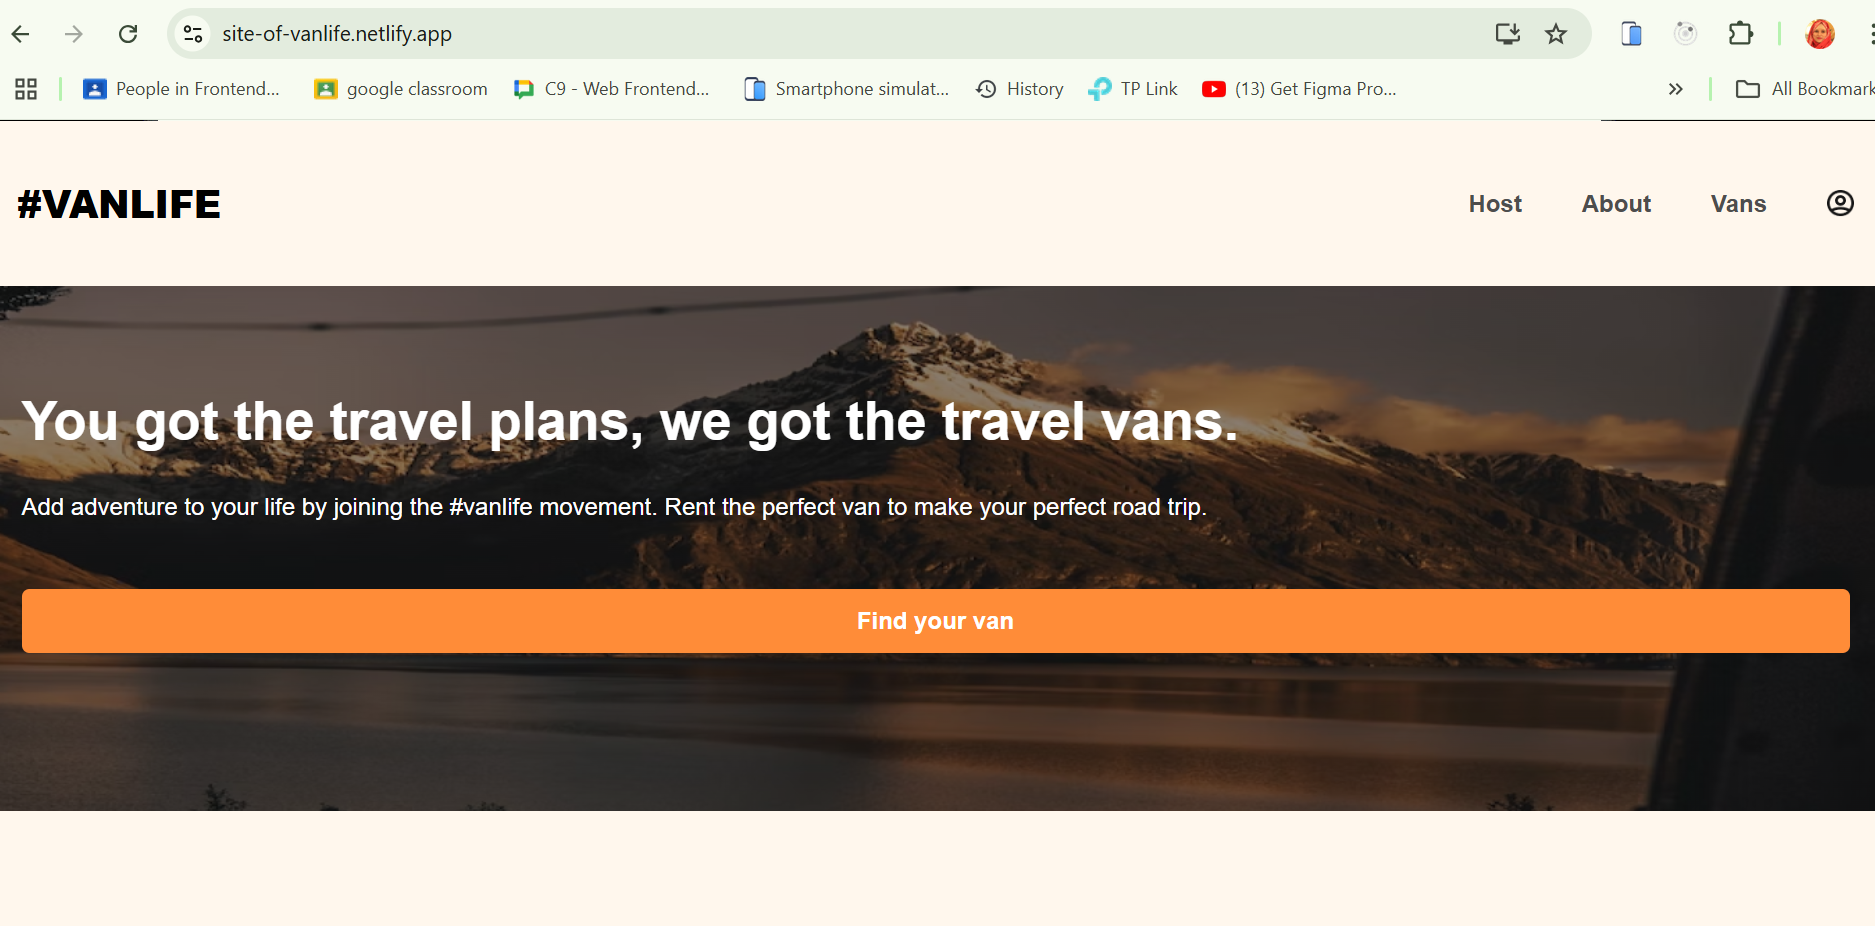 site-of-vanlife.netlify.app
People in Frontend... google classroom C9 - Web Frontend... Smartphone simulat... History TP Link (13) Get Figma Pro... All Bookmark
#VANLIFE Host About Vans
You got the travel plans, we got the travel vans.
Add adventure to your life by joining the #vanlife movement. Rent the perfect van to make your perfect road trip.
Find your van